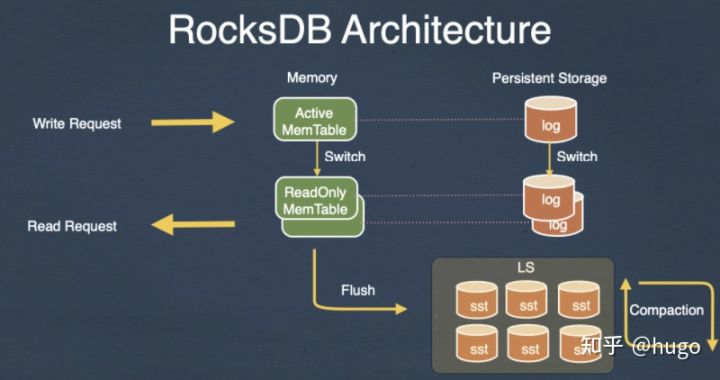 RocksDB Architecture
Memory
Persistent Storage
Write Request
Active
MemTable
log
Switch
Switch
ReadOnly
MemTable
log
log
Read Request
Flush
LS
sst
sst
sst
Compaction
sst
sst
sst
知乎 @hugo